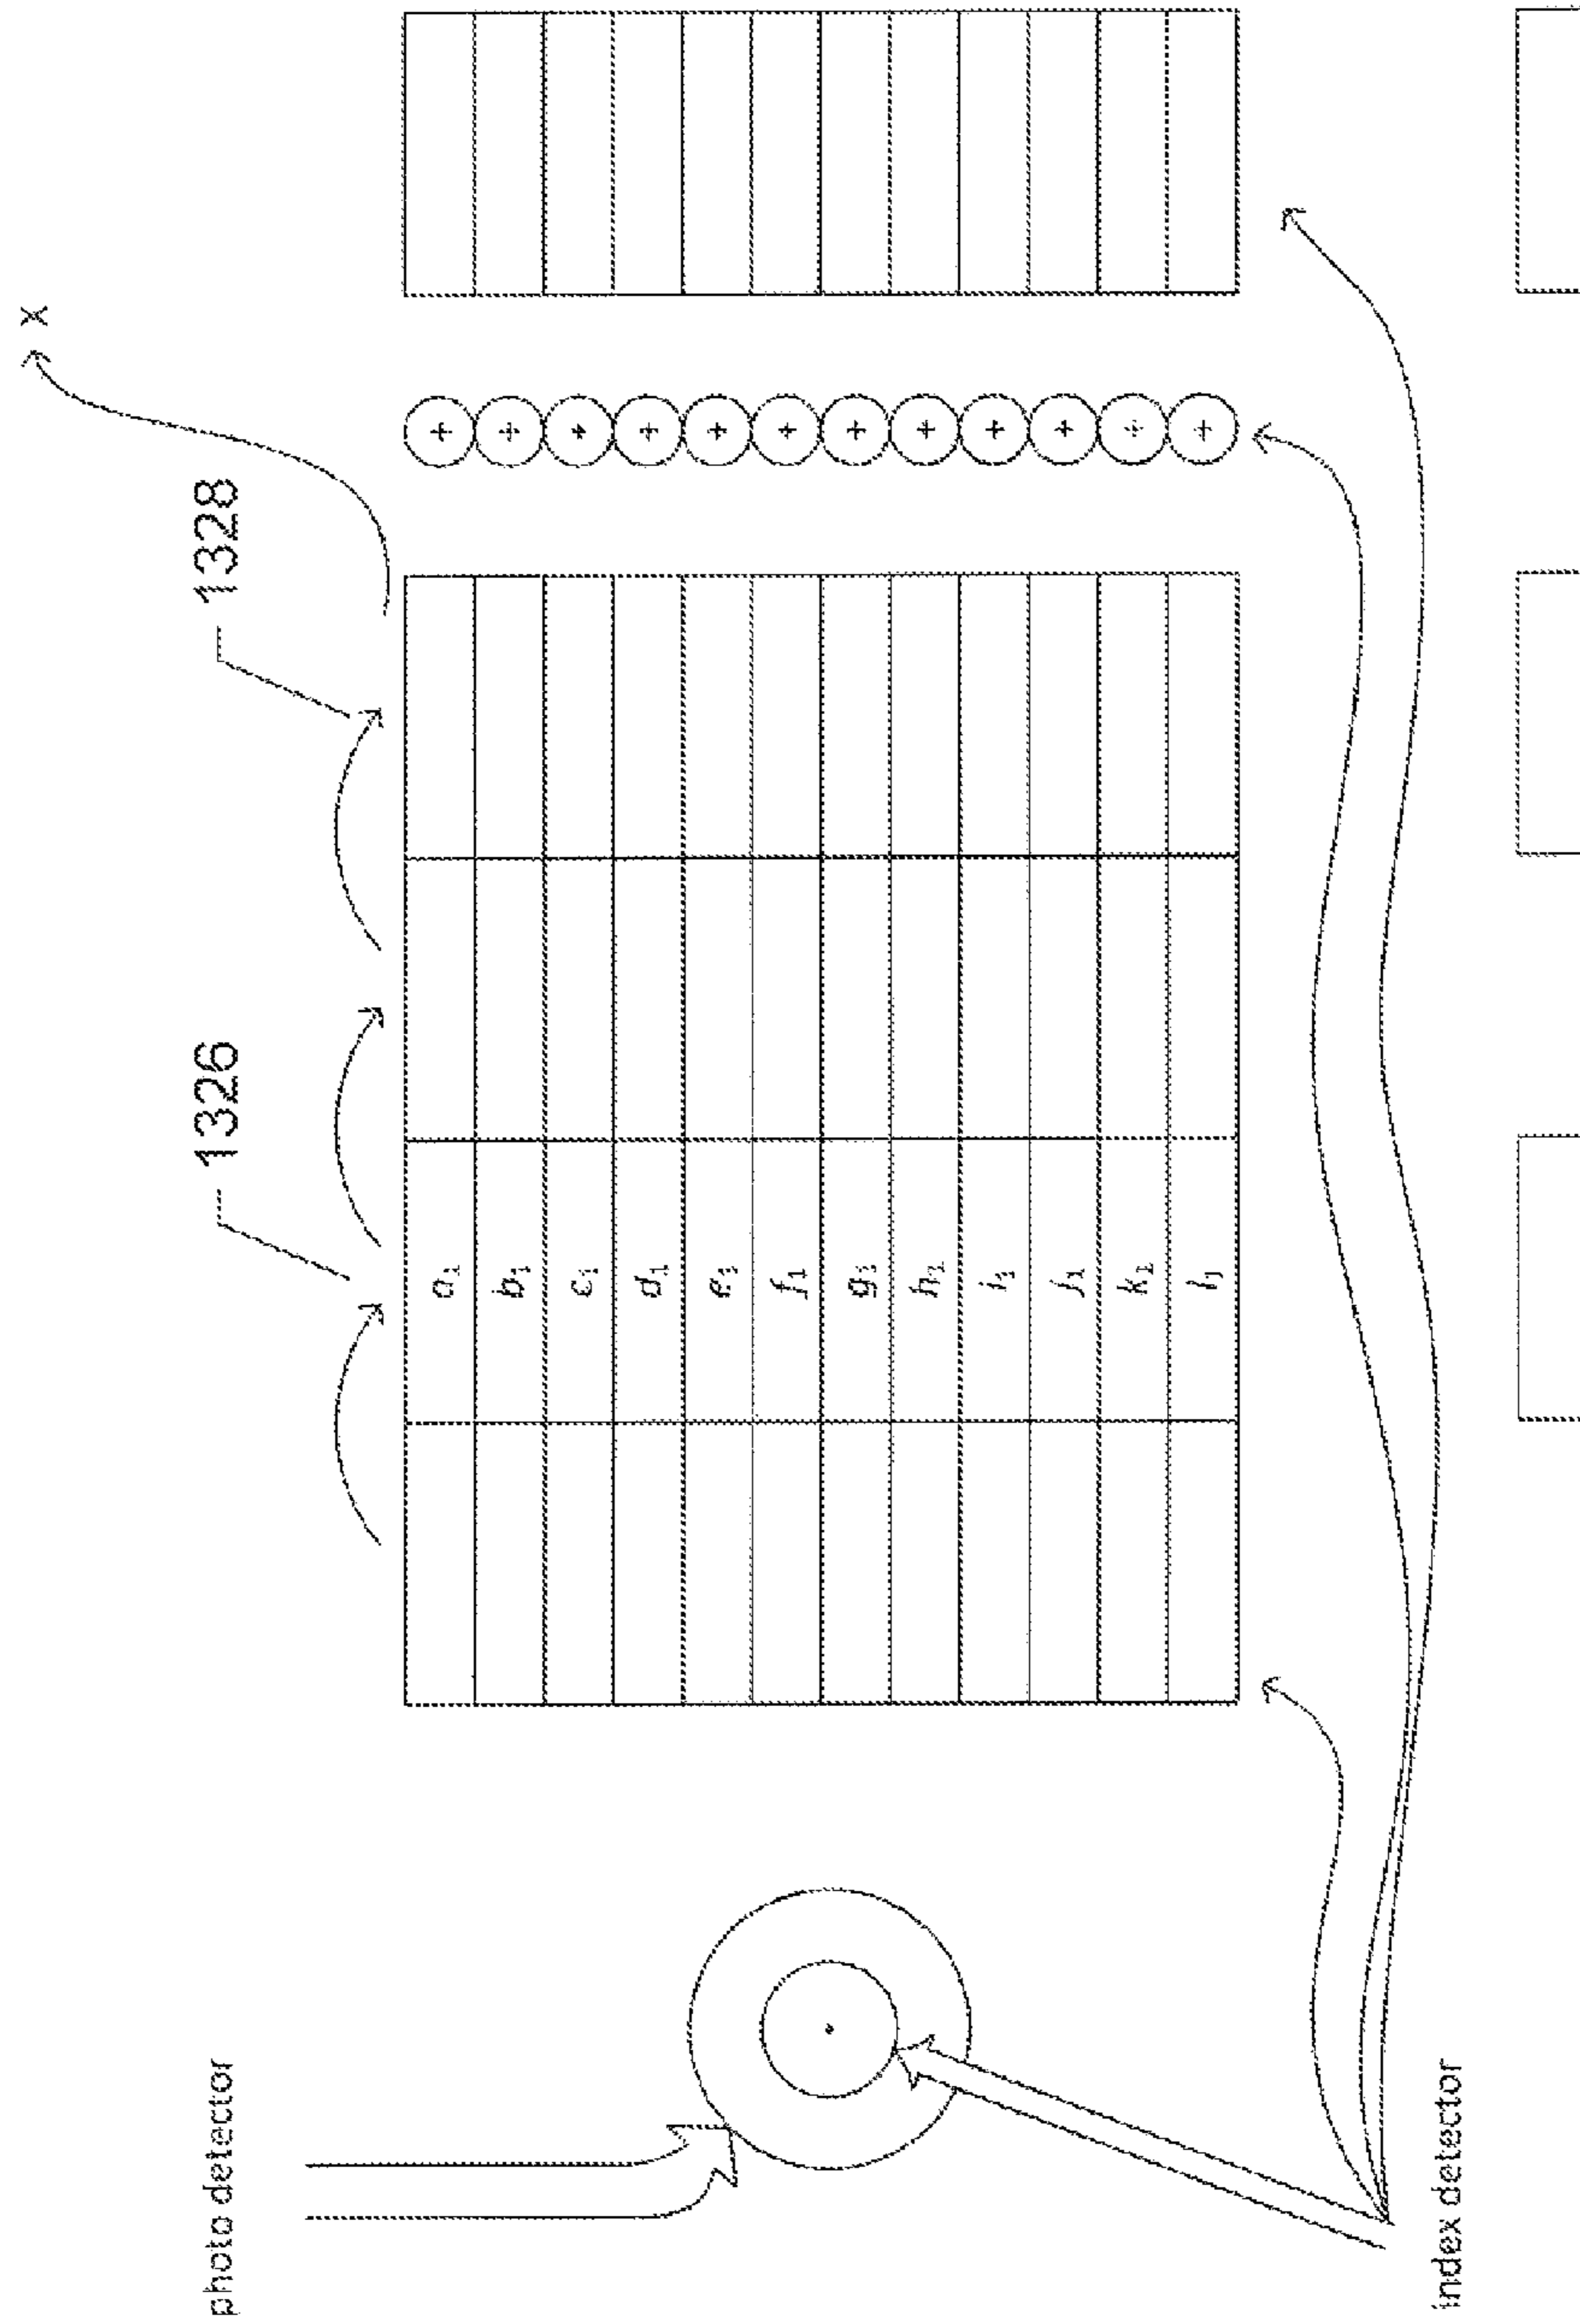 photo detector
1326
1328
x
a₁
b₁
c₁
d₁
e₁
f₁
g₁
h₁
i₁
j₁
k₁
l₁
+ + + + + + + + + + + +
index detector